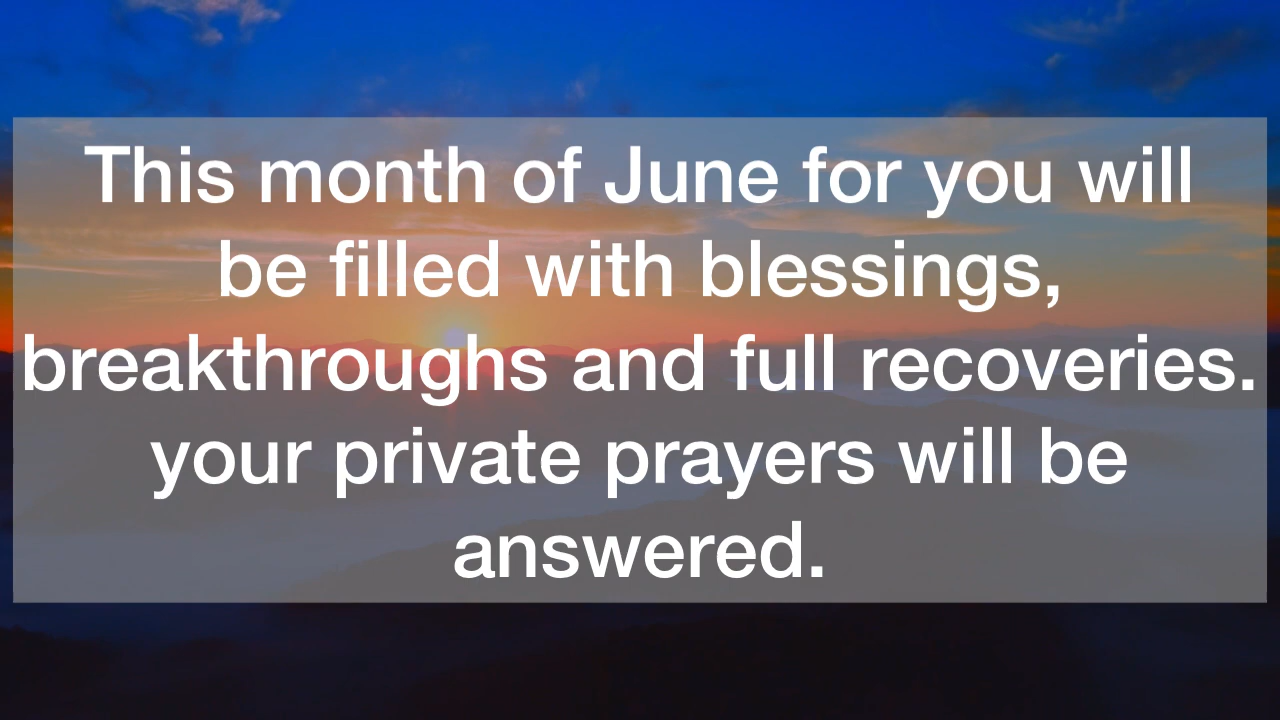 This month of June for you will
be filled with blessings,
breakthroughs and full recoveries.
your private prayers will be
answered.